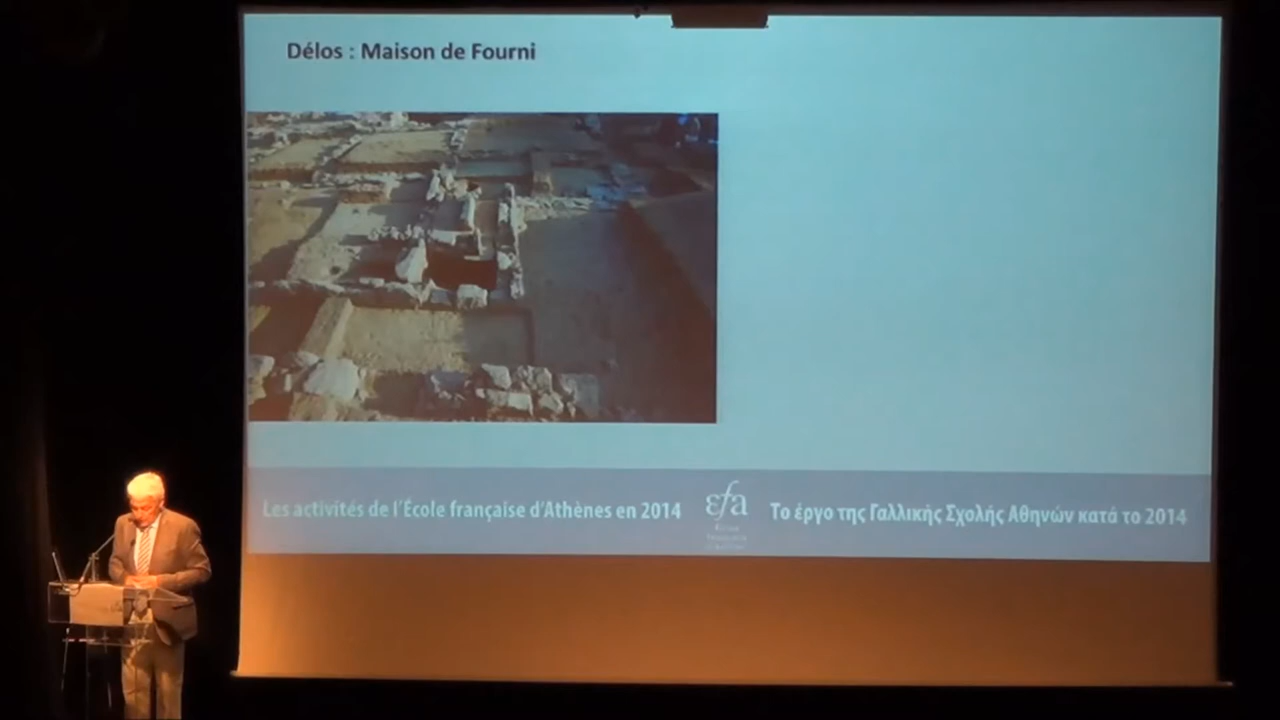 Délos : Maison de Fourni
Les activités de l'École française d'Athènes en 2014
efa
Το έργο της Γαλλικής Σχολής Αθηνών κατά το 2014